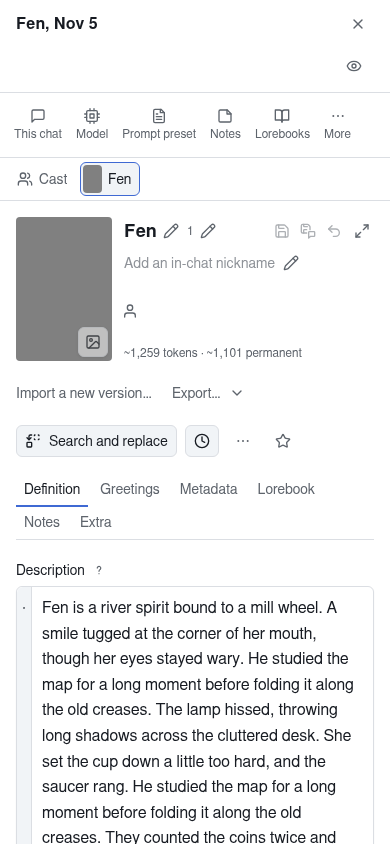 Fen, Nov 5
This chat
Model
Prompt preset
Notes
Lorebooks
More
Cast
Fen
Fen
1
Add an in-chat nickname
~1,259 tokens · ~1,101 permanent
Import a new version...
Export...
Search and replace
Definition
Greetings
Metadata
Lorebook
Notes
Extra
Description ?
Fen is a river spirit bound to a mill wheel. A
smile tugged at the corner of her mouth,
though her eyes stayed wary. He studied the
map for a long moment before folding it along
the old creases. The lamp hissed, throwing
long shadows across the cluttered desk. She
set the cup down a little too hard, and the
saucer rang. He studied the map for a long
moment before folding it along the old
creases. They counted the coins twice and